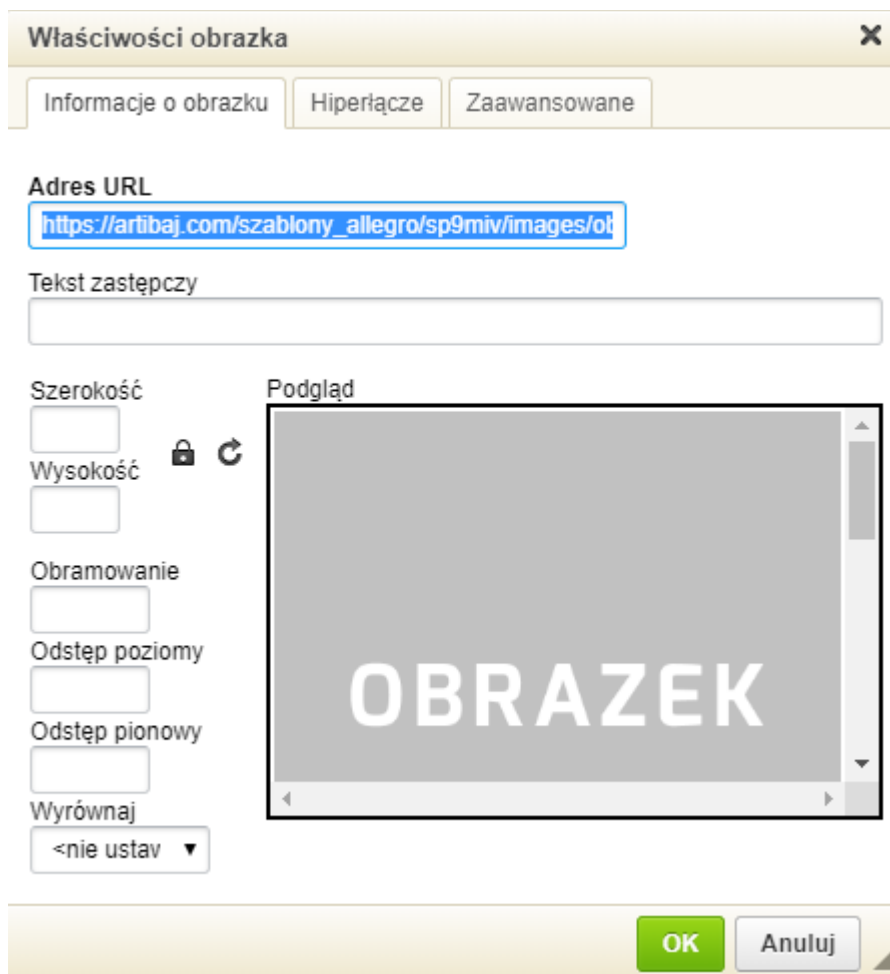 Właściwości obrazka
Informacje o obrazku
Hiperłącze
Zaawansowane
Adres URL
https://artibaj.com/szablony_allegro/sp9miv/images/ob
Tekst zastępczy
Szerokość
Podgląd
Wysokość
Obramowanie
Odstęp poziomy
OBRAZEK
Odstęp pionowy
Wyrównaj
<nie ustaw
OK
Anuluj